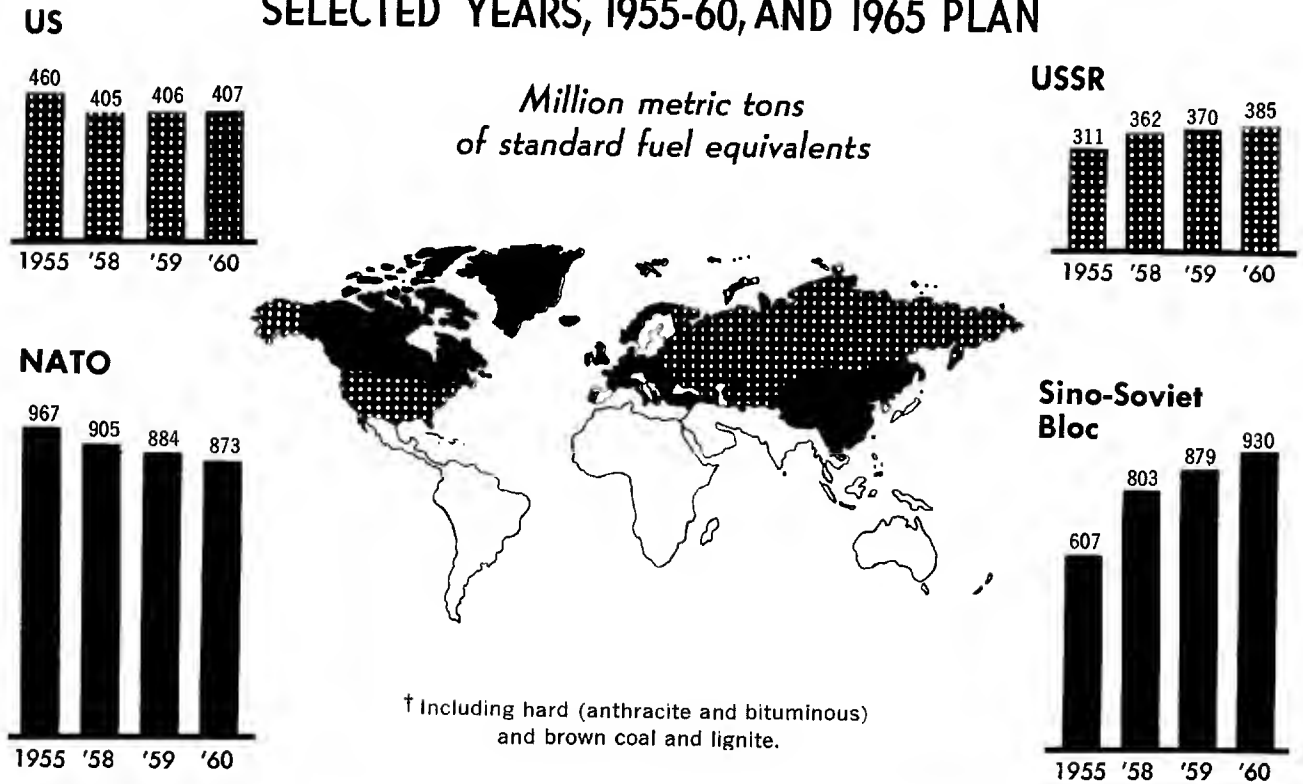 SELECTED YEARS, 1955-60, AND 1965 PLAN
Million metric tons
of standard fuel equivalents
US
460 405 406 407
1955 '58 '59 '60
USSR
311 362 370 385
1955 '58 '59 '60
NATO
967 905 884 873
1955 '58 '59 '60
Sino-Soviet
Bloc
607 803 879 930
1955 '58 '59 '60
† Including hard (anthracite and bituminous)
and brown coal and lignite.